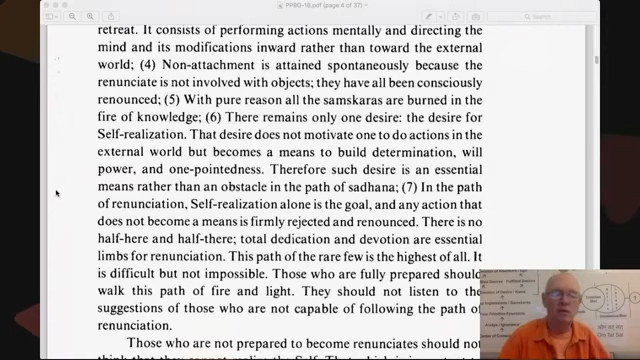 PPBG-18.pdf (page 4 of 37)
retreat. It consists of performing actions mentally and directing the
mind and its modifications inward rather than toward the external
world; (4) Non-attachment is attained spontaneously because the
renunciate is not involved with objects; they have all been consciously
renounced; (5) With pure reason all the samskaras are burned in the
fire of knowledge; (6) There remains only one desire: the desire for
Self-realization. That desire does not motivate one to do actions in the
external world but becomes a means to build determination, will
power, and one-pointedness. Therefore such desire is an essential
means rather than an obstacle in the path of sadhana; (7) In the path
of renunciation, Self-realization alone is the goal, and any action that
does not become a means is firmly rejected and renounced. There is no
half-here and half-there; total dedication and devotion are essential
limbs for renunciation. This path of the rare few is the highest of all. It
is difficult but not impossible. Those who are fully prepared should
walk this path of fire and light. They should not listen to the
suggestions of those who are not capable of following the path of
renunciation.
Those who are not prepared to become renunciates should not
Om Tat Sat